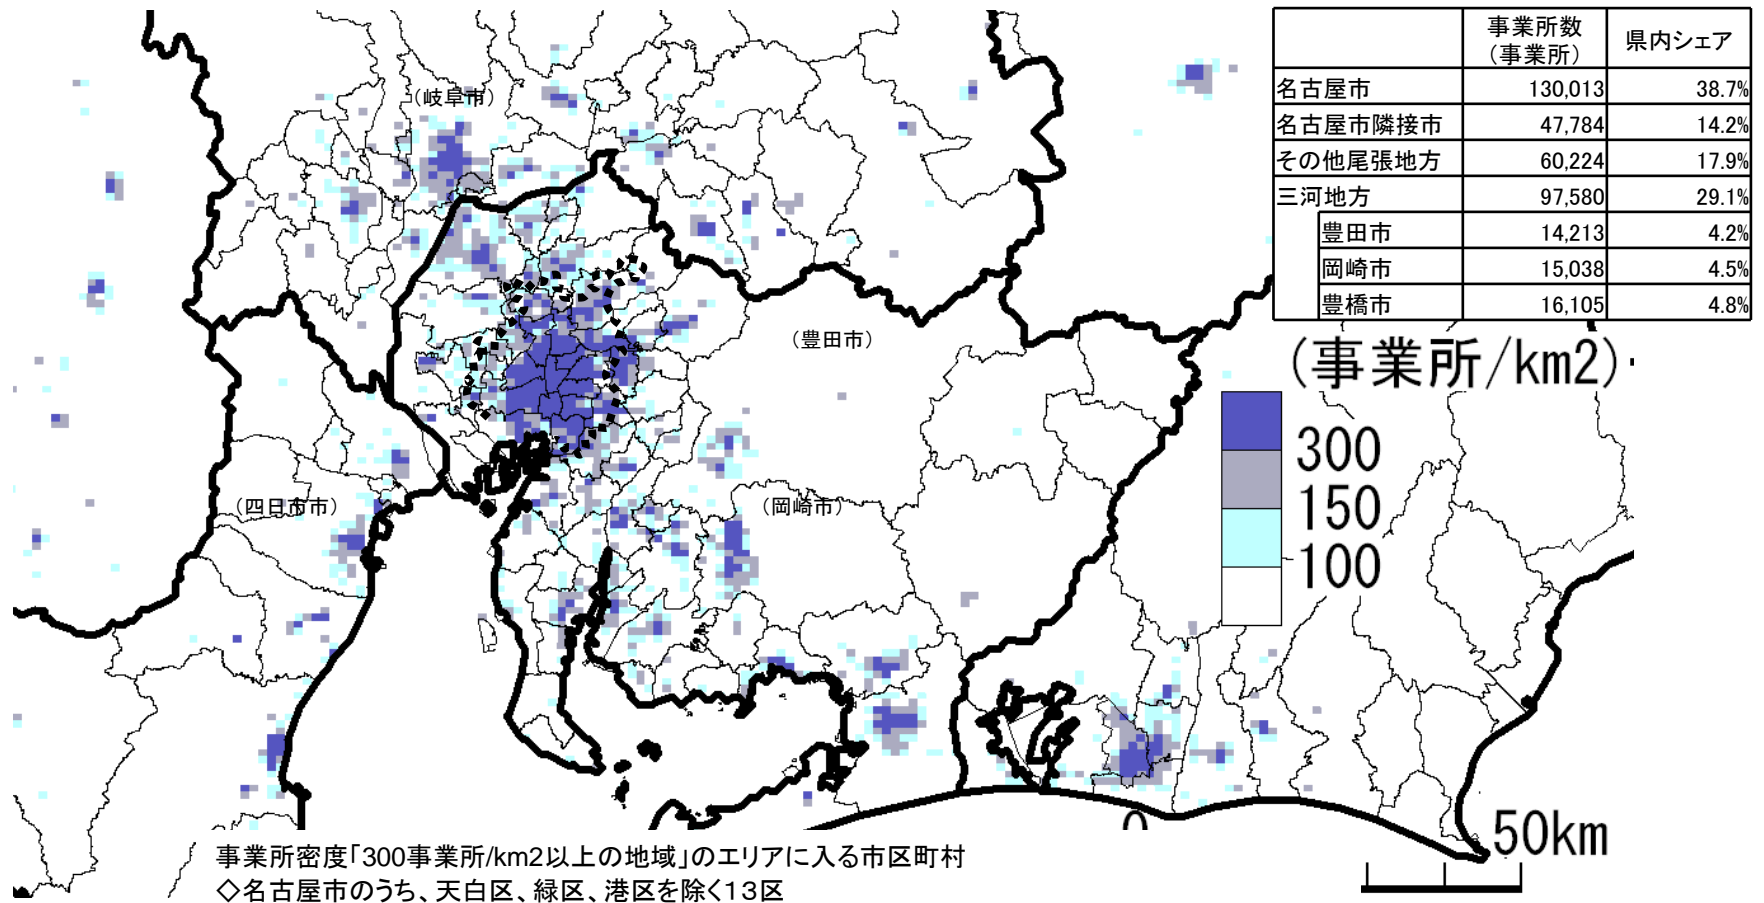 事業所数
(事業所)
県内シェア
名古屋市 130,013 38.7%
名古屋市隣接市 47,784 14.2%
その他尾張地方 60,224 17.9%
三河地方 97,580 29.1%
豊田市 14,213 4.2%
岡崎市 15,038 4.5%
豊橋市 16,105 4.8%
(岐阜市)
(豊田市)
(事業所/km2)
300
150
100
(四日市市)
(岡崎市)
0
50km
事業所密度「300事業所/km2以上の地域」のエリアに入る市区町村
◇名古屋市のうち、天白区、緑区、港区を除く13区